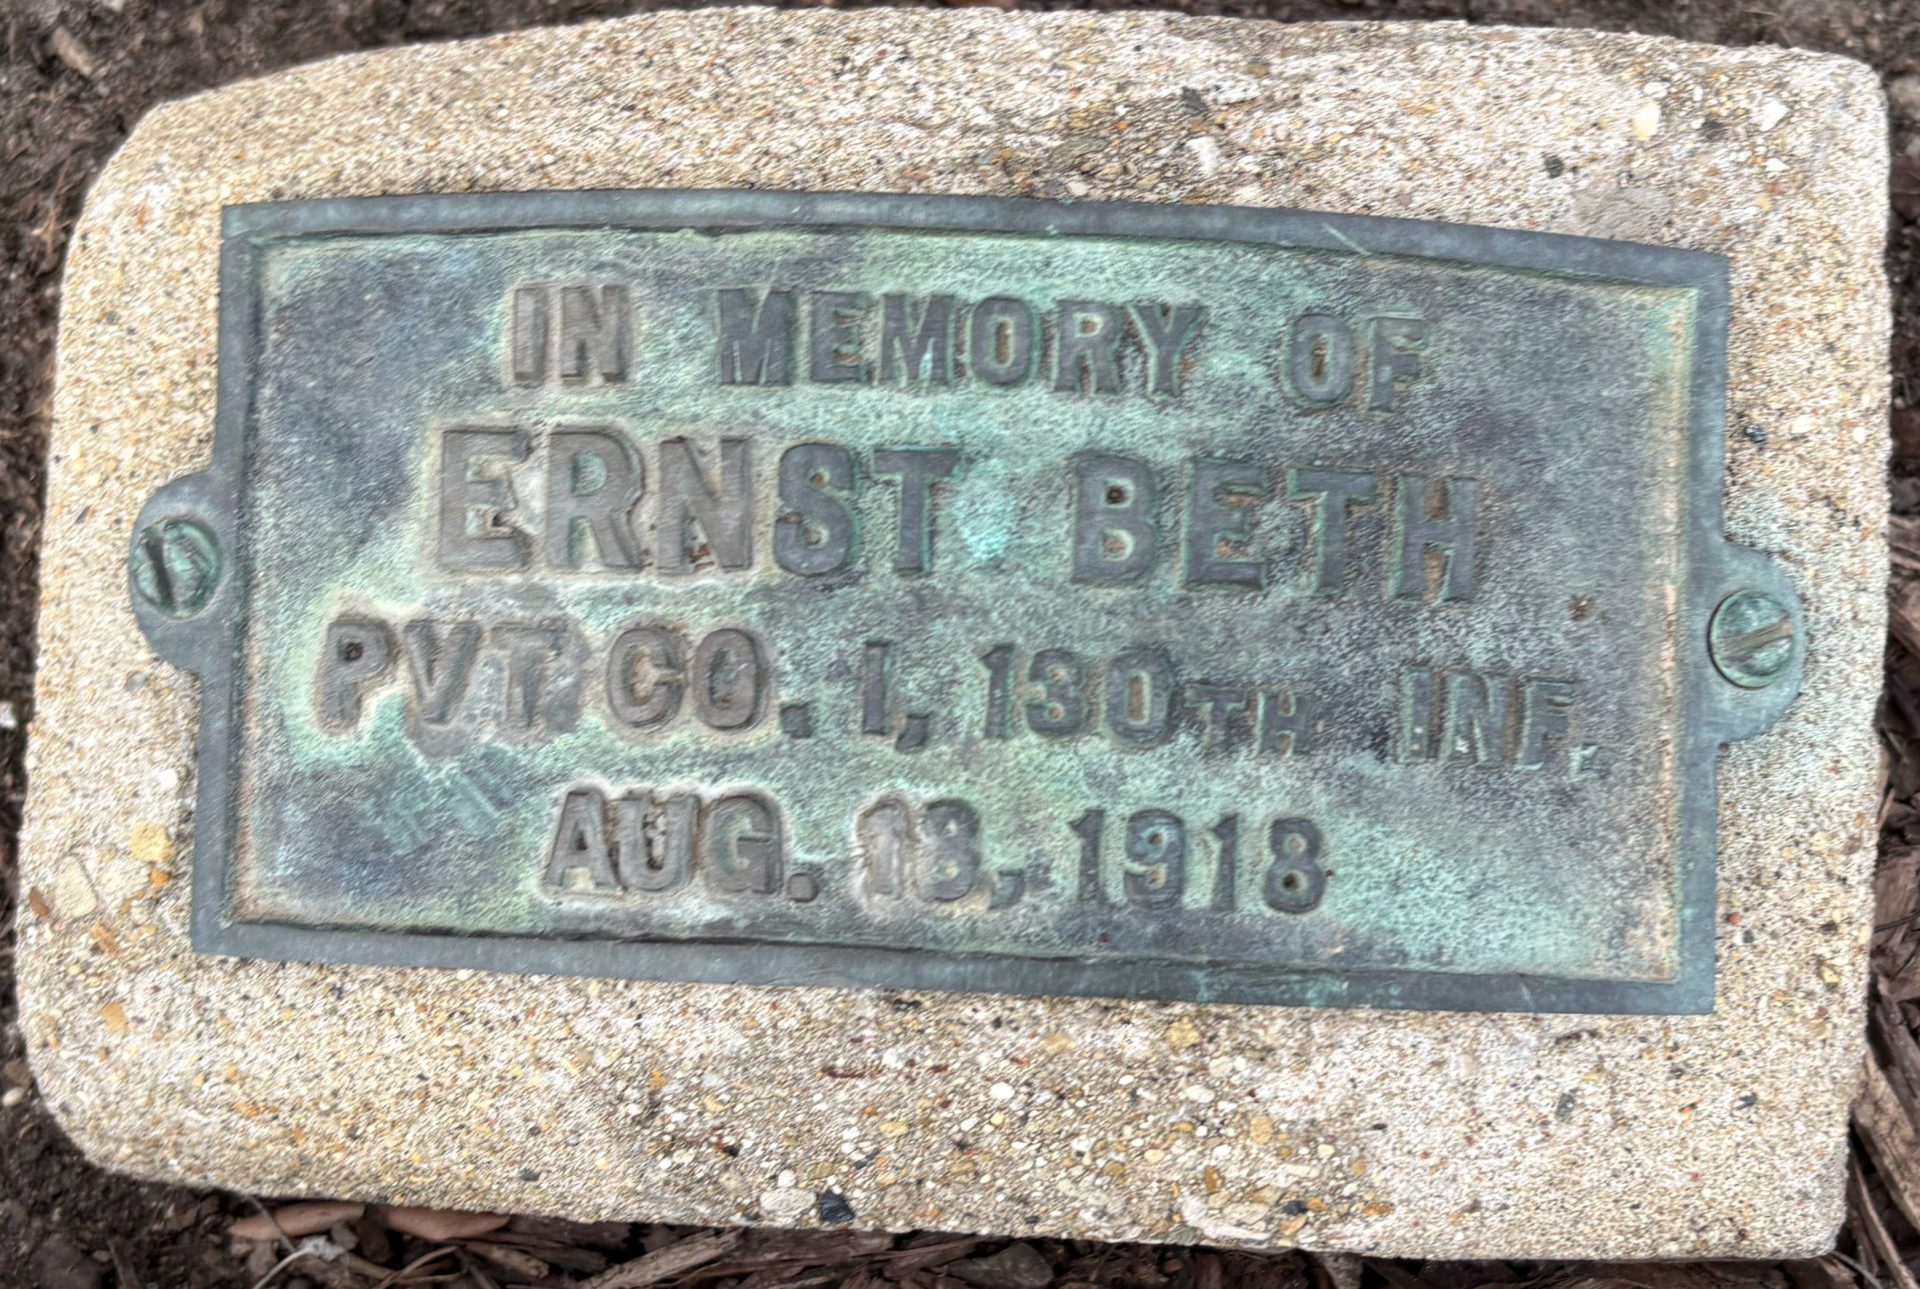 IN MEMORY OF
ERNST BETH
PVT. CO. I, 130TH INF.
AUG. 18, 1918